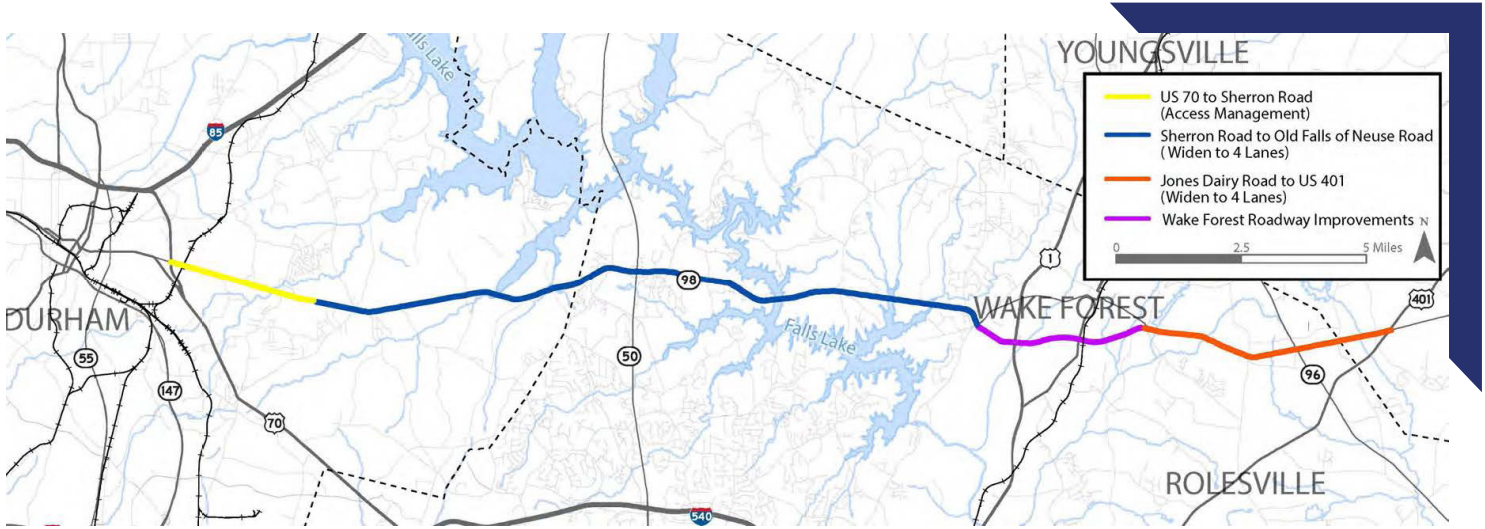 Falls Lake
YOUNGSVILLE
US 70 to Sherron Road
(Access Management)
Sherron Road to Old Falls of Neuse Road
(Widen to 4 Lanes)
Jones Dairy Road to US 401
(Widen to 4 Lanes)
Wake Forest Roadway Improvements
N
0 2.5 5 Miles
85
1
98
401
DURHAM
WAKE FOREST
Falls Lake
55
50
96
147
70
ROLESVILLE
540